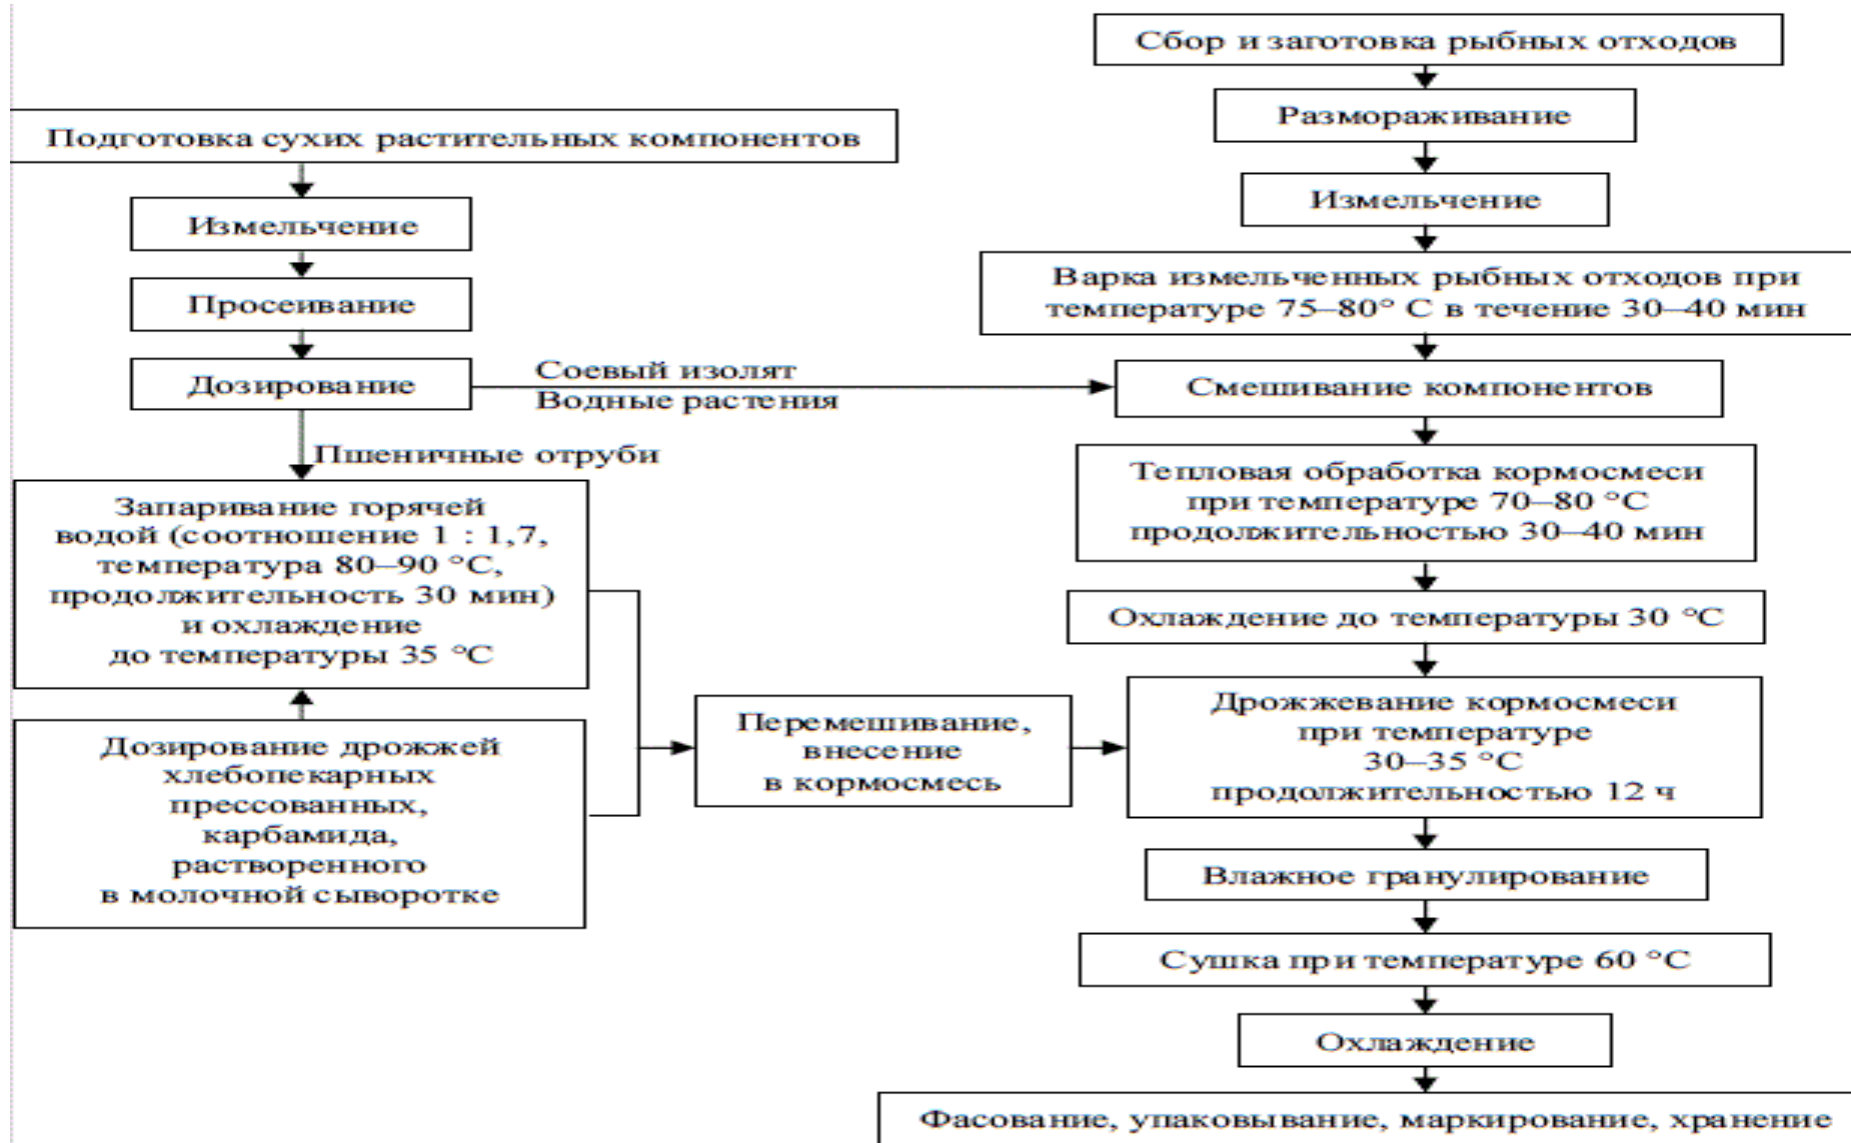 Сбор и заготовка рыбных отходов
Размораживание
Подготовка сухих растительных компонентов
Измельчение
Измельчение
Варка измельченных рыбных отходов при
температуре 75–80° С в течение 30–40 мин
Просеивание
Дозирование
Соевый изолят
Водные растения
Смешивание компонентов
Пшеничные отруби
Тепловая обработка кормосмеси
при температуре 70–80 °С
продолжительностью 30–40 мин
Запаривание горячей
водой (соотношение 1 : 1,7,
температура 80–90 °С,
продолжительность 30 мин)
и охлаждение
до температуры 35 °С
Охлаждение до температуры 30 °С
Дозирование дрожжей
хлебопекарных
прессованных,
карбамида,
растворенного
в молочной сыворотке
Перемешивание,
внесение
в кормосмесь
Дрожжевание кормосмеси
при температуре
30–35 °С
продолжительностью 12 ч
Влажное гранулирование
Сушка при температуре 60 °С
Охлаждение
Фасование, упаковывание, маркирование, хранение